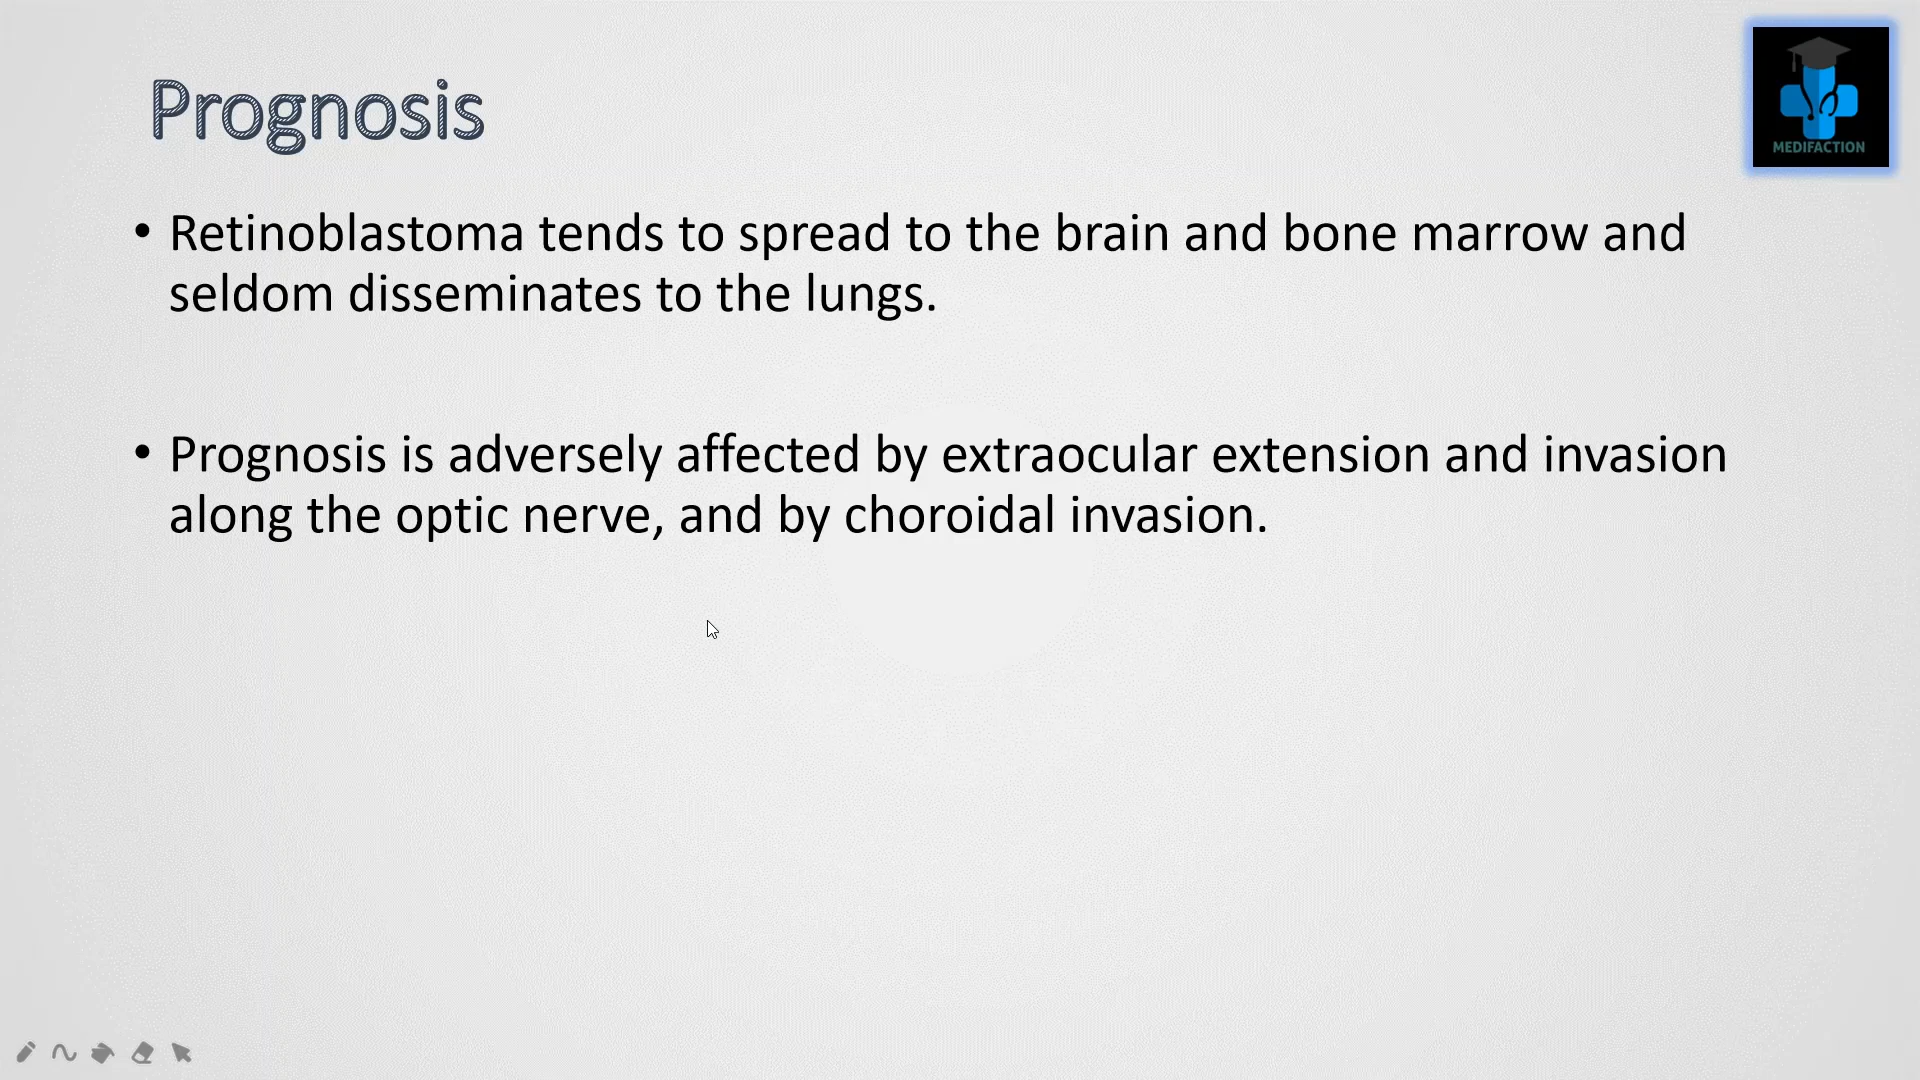 Prognosis
MEDIFACTION
• Retinoblastoma tends to spread to the brain and bone marrow and
seldom disseminates to the lungs.
• Prognosis is adversely affected by extraocular extension and invasion
along the optic nerve, and by choroidal invasion.